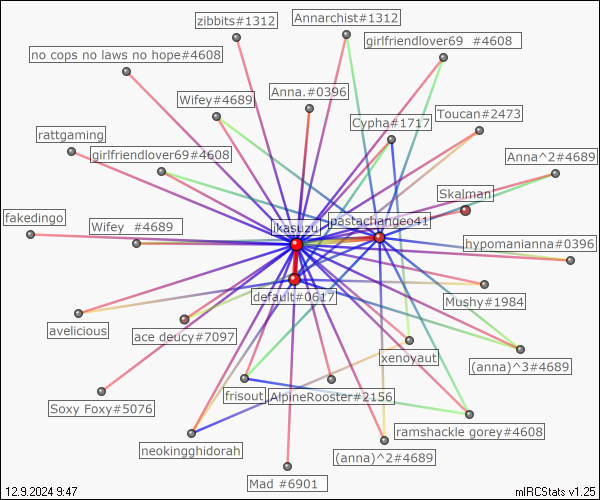 zibbits#1312
Annarchist#1312
girlfriendlover69 #4608
no cops no laws no hope#4608
Wifey#4689
Anna.#0396
Cypha#1717
Toucan#2473
rattgaming
girlfriendlover69#4608
Anna^2#4689
Skalman
fakedingo
Wifey #4689
ikasuzu
pastachangeo41
hypomanianna#0396
default#0617
Mushy#1984
avelicious
ace deucy#7097
xenoyaut
(anna)^3#4689
Soxy Foxy#5076
frisout
AlpineRooster#2156
neokingghidorah
ramshackle gorey#4608
(anna)^2#4689
Mad #6901
12.9.2024 9:47
mIRCStats v1.25